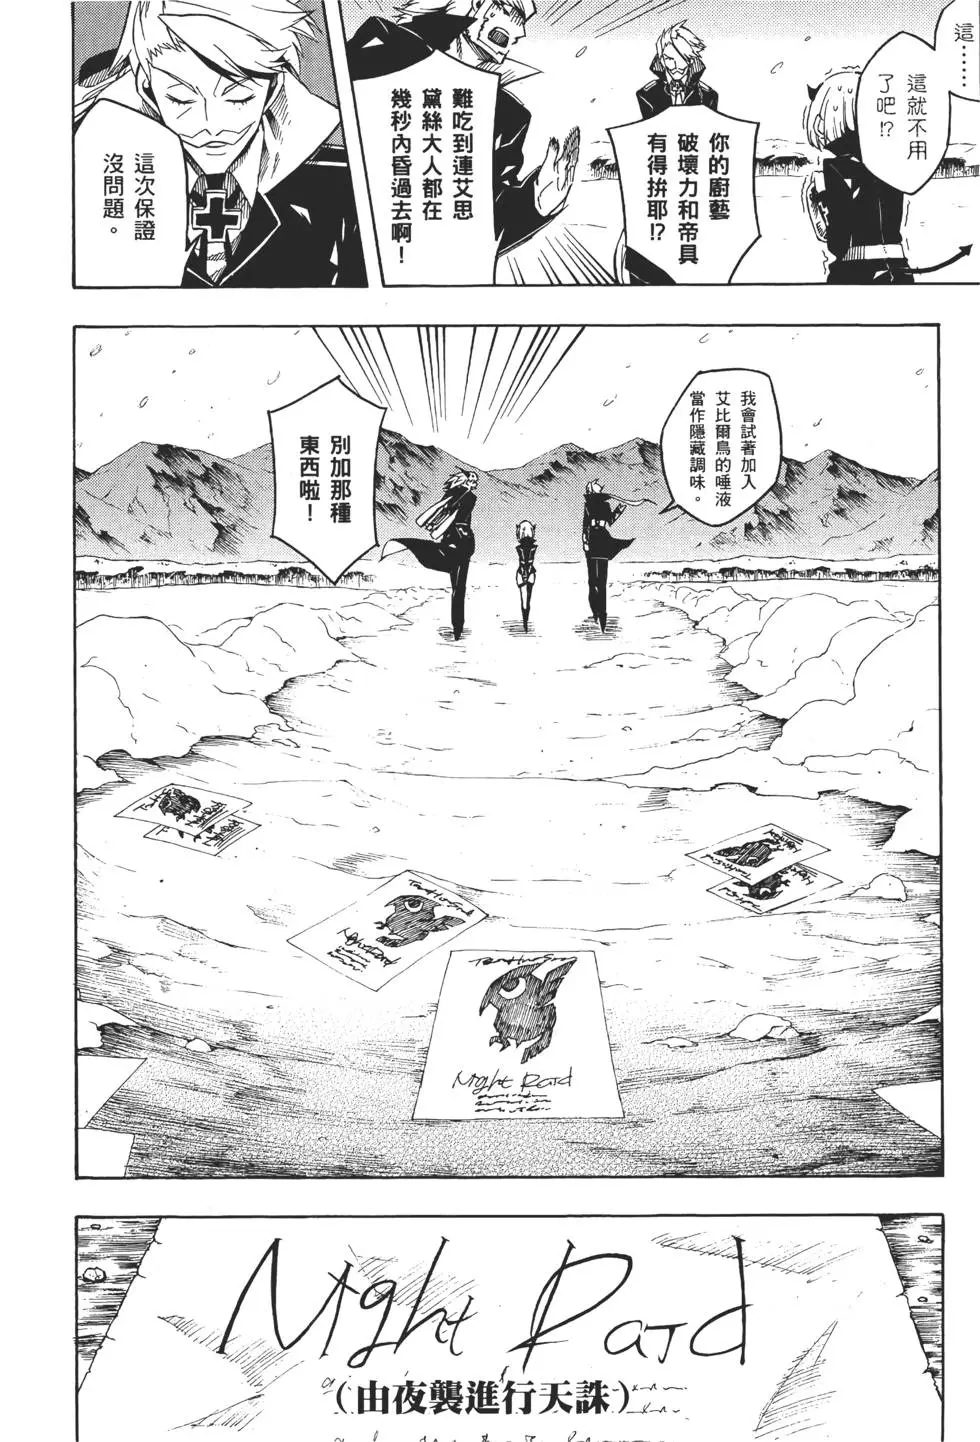 這……
這就不用
了吧!?
你的廚藝
破壞力和帝具
有得拚耶!?
難吃到連艾思
黛絲大人都在
幾秒內昏過去啊！
這次保證
沒問題。
我會試著加入
艾比爾鳥的唾液
當作隱藏調味。
別加那種
東西啦！
Night Raid
Night Raid
Night Raid
(由夜襲進行天誅)